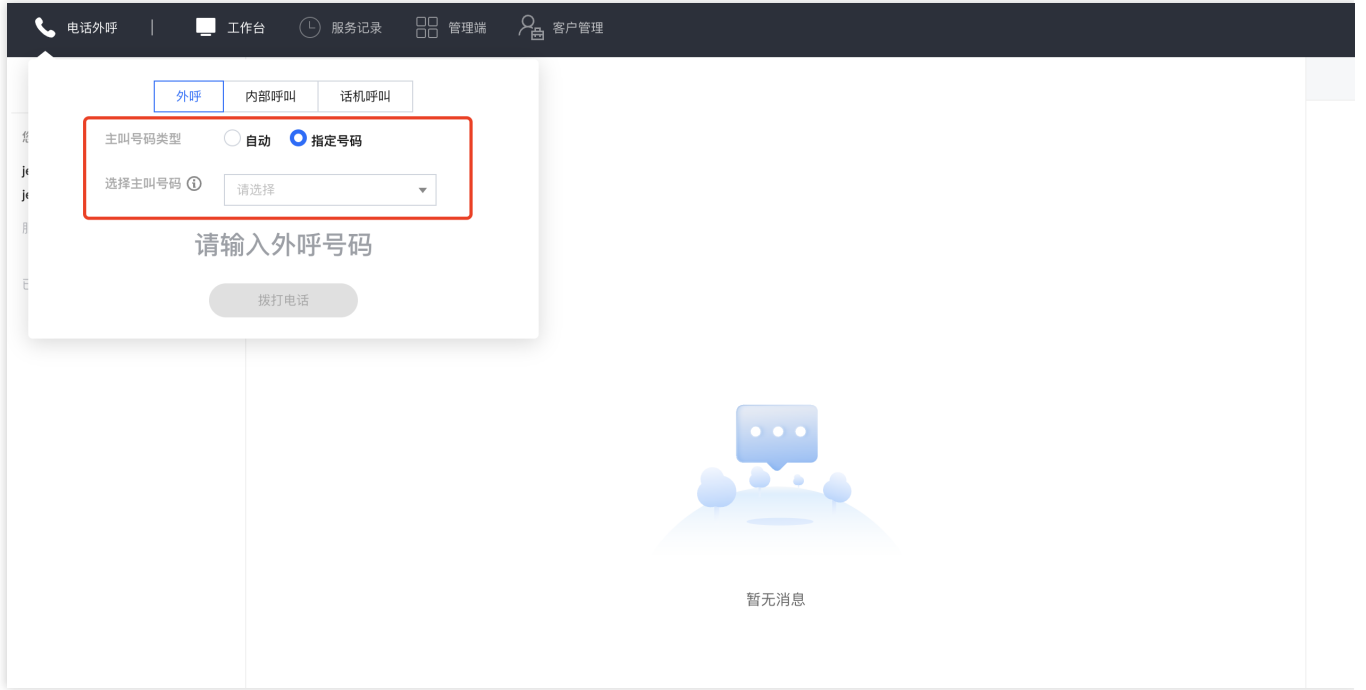 电话外呼 | 工作台 服务记录 管理端 客户管理
外呼 内部呼叫 话机呼叫
主叫号码类型 自动 指定号码
选择主叫号码 请选择
请输入外呼号码
拨打电话
je
je
暂无消息